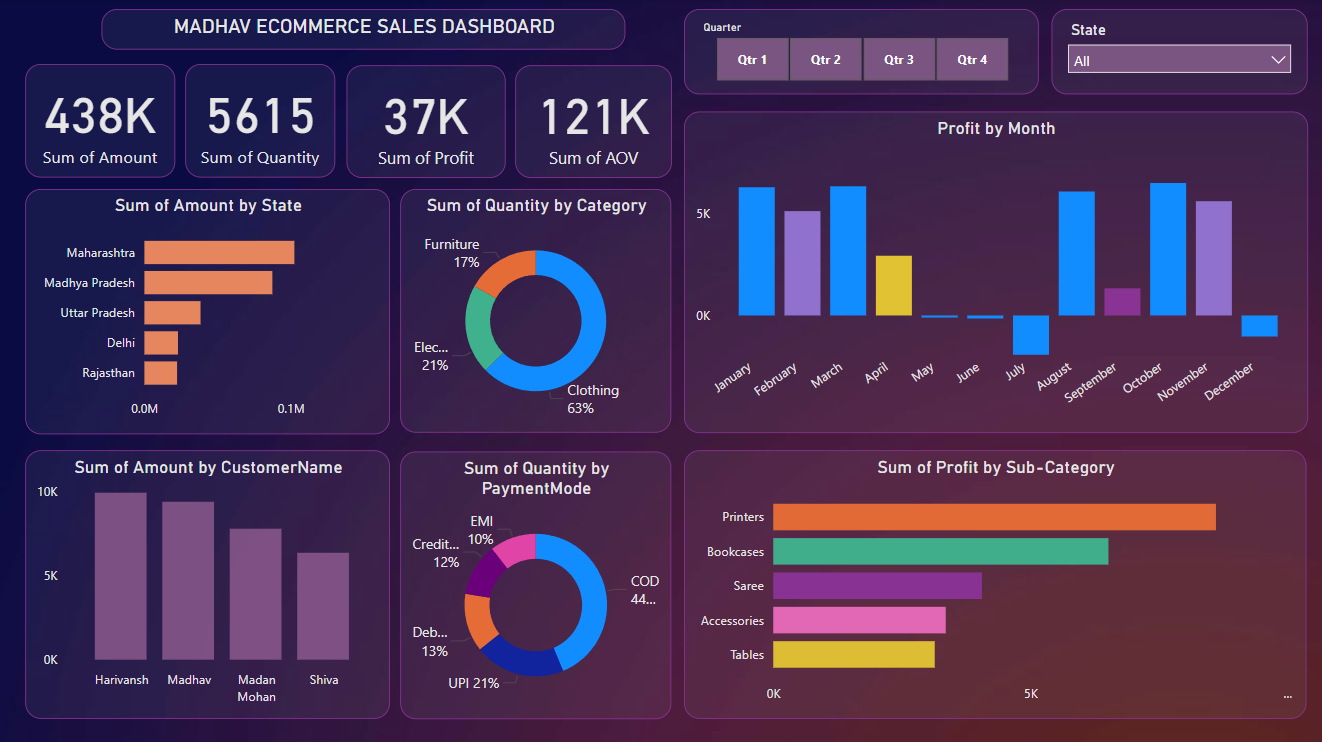 MADHAV ECOMMERCE SALES DASHBOARD
Quarter
Qtr 1
Qtr 2
Qtr 3
Qtr 4
State
All
438K
Sum of Amount
5615
Sum of Quantity
37K
Sum of Profit
121K
Sum of AOV
Sum of Amount by State
Maharashtra
Madhya Pradesh
Uttar Pradesh
Delhi
Rajasthan
0.0M
0.1M
Sum of Quantity by Category
Furniture
17%
Elec...
21%
Clothing
63%
Profit by Month
5K
0K
January
February
March
April
May
June
July
August
September
October
November
December
Sum of Amount by CustomerName
10K
5K
0K
Harivansh
Madhav
Madan
Mohan
Shiva
Sum of Quantity by
PaymentMode
EMI
10%
Credit...
12%
COD
44...
Deb...
13%
UPI 21%
Sum of Profit by Sub-Category
Printers
Bookcases
Saree
Accessories
Tables
0K
5K
...